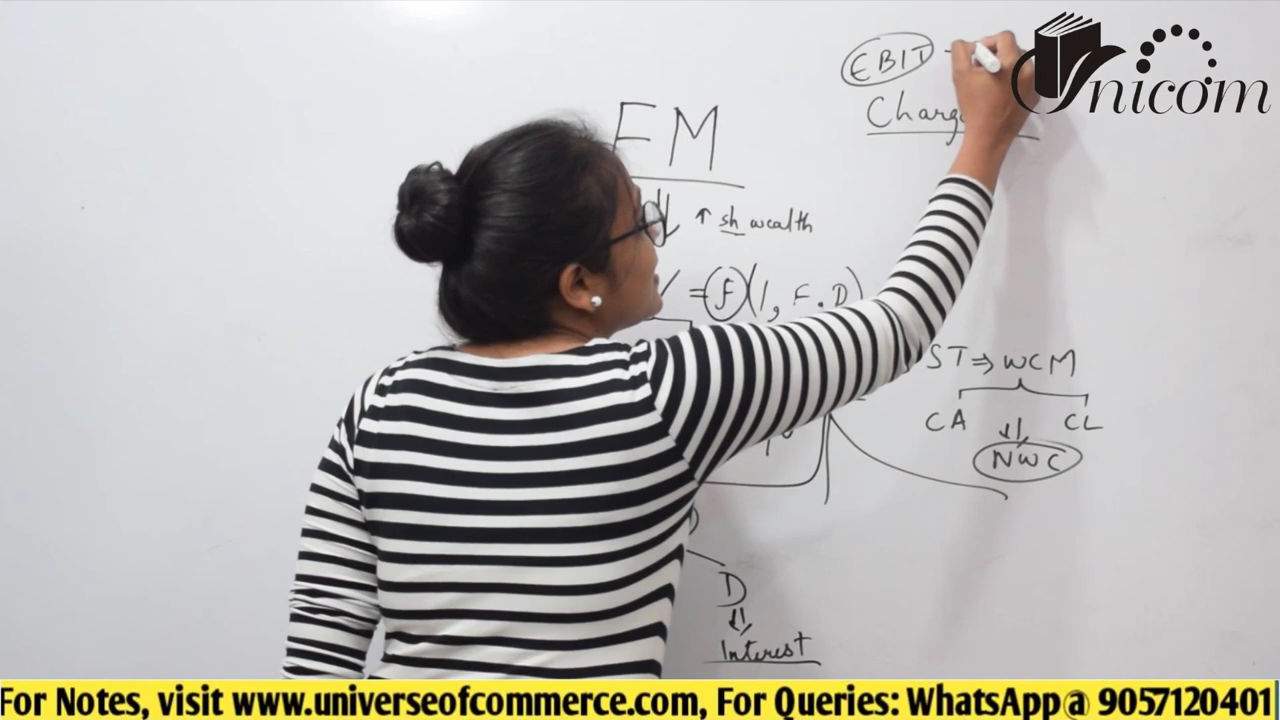 EBIT -
Unicom
FM
↑ sh wealth
V = F (I, F, D)
ST ⇒ WCM
CA CL
NWC
D
Interest
For Notes, visit www.universeofcommerce.com, For Queries: WhatsApp@ 9057120401